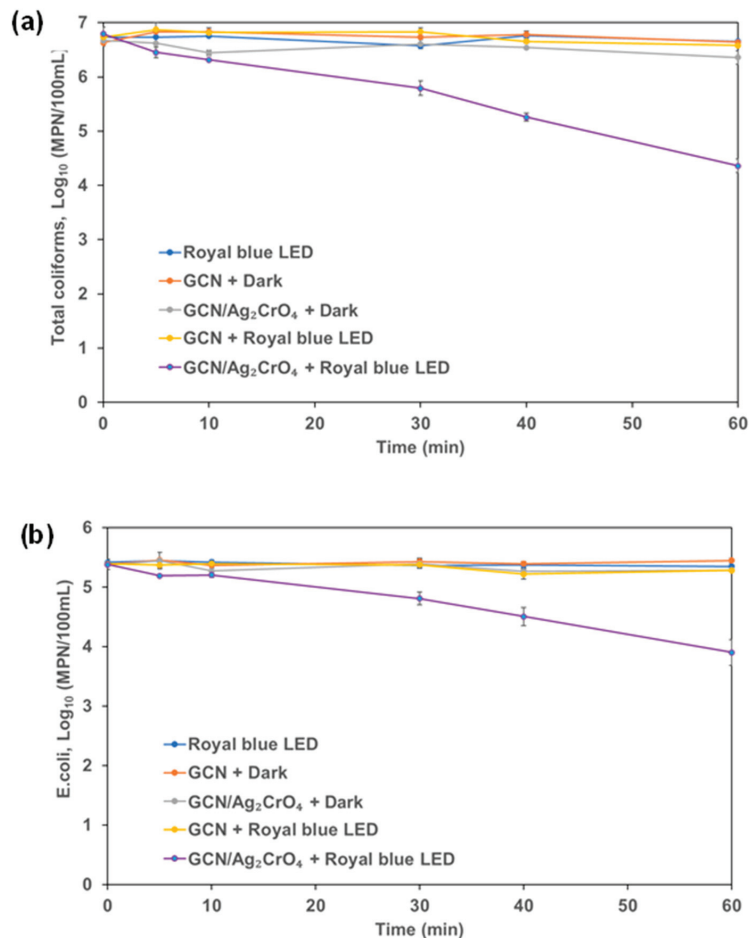 (a)
7
6
5
4
3
2
1
0
Total coliforms, Log₁₀ (MPN/100mL]
Royal blue LED
GCN + Dark
GCN/Ag₂CrO₄ + Dark
GCN + Royal blue LED
GCN/Ag₂CrO₄ + Royal blue LED
0 10 20 30 40 50 60
Time (min)
(b)
6
5
4
3
2
1
0
E.coli, Log₁₀ (MPN/100mL)
Royal blue LED
GCN + Dark
GCN/Ag₂CrO₄ + Dark
GCN + Royal blue LED
GCN/Ag₂CrO₄ + Royal blue LED
0 10 20 30 40 50 60
Time (min)